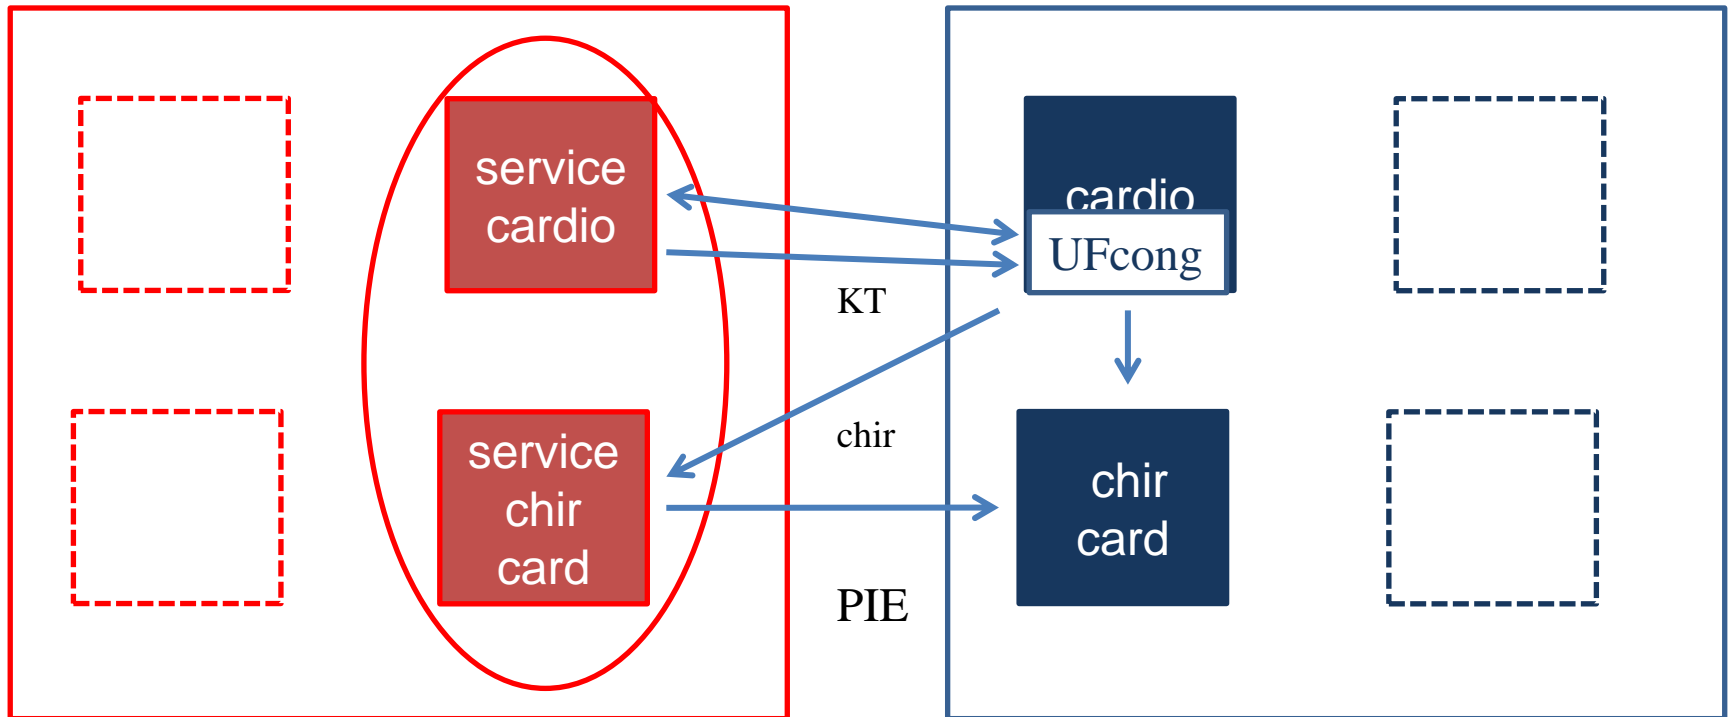 service
cardio
cardio
UFcong
KT
chir
service
chir
card
chir
card
PIE